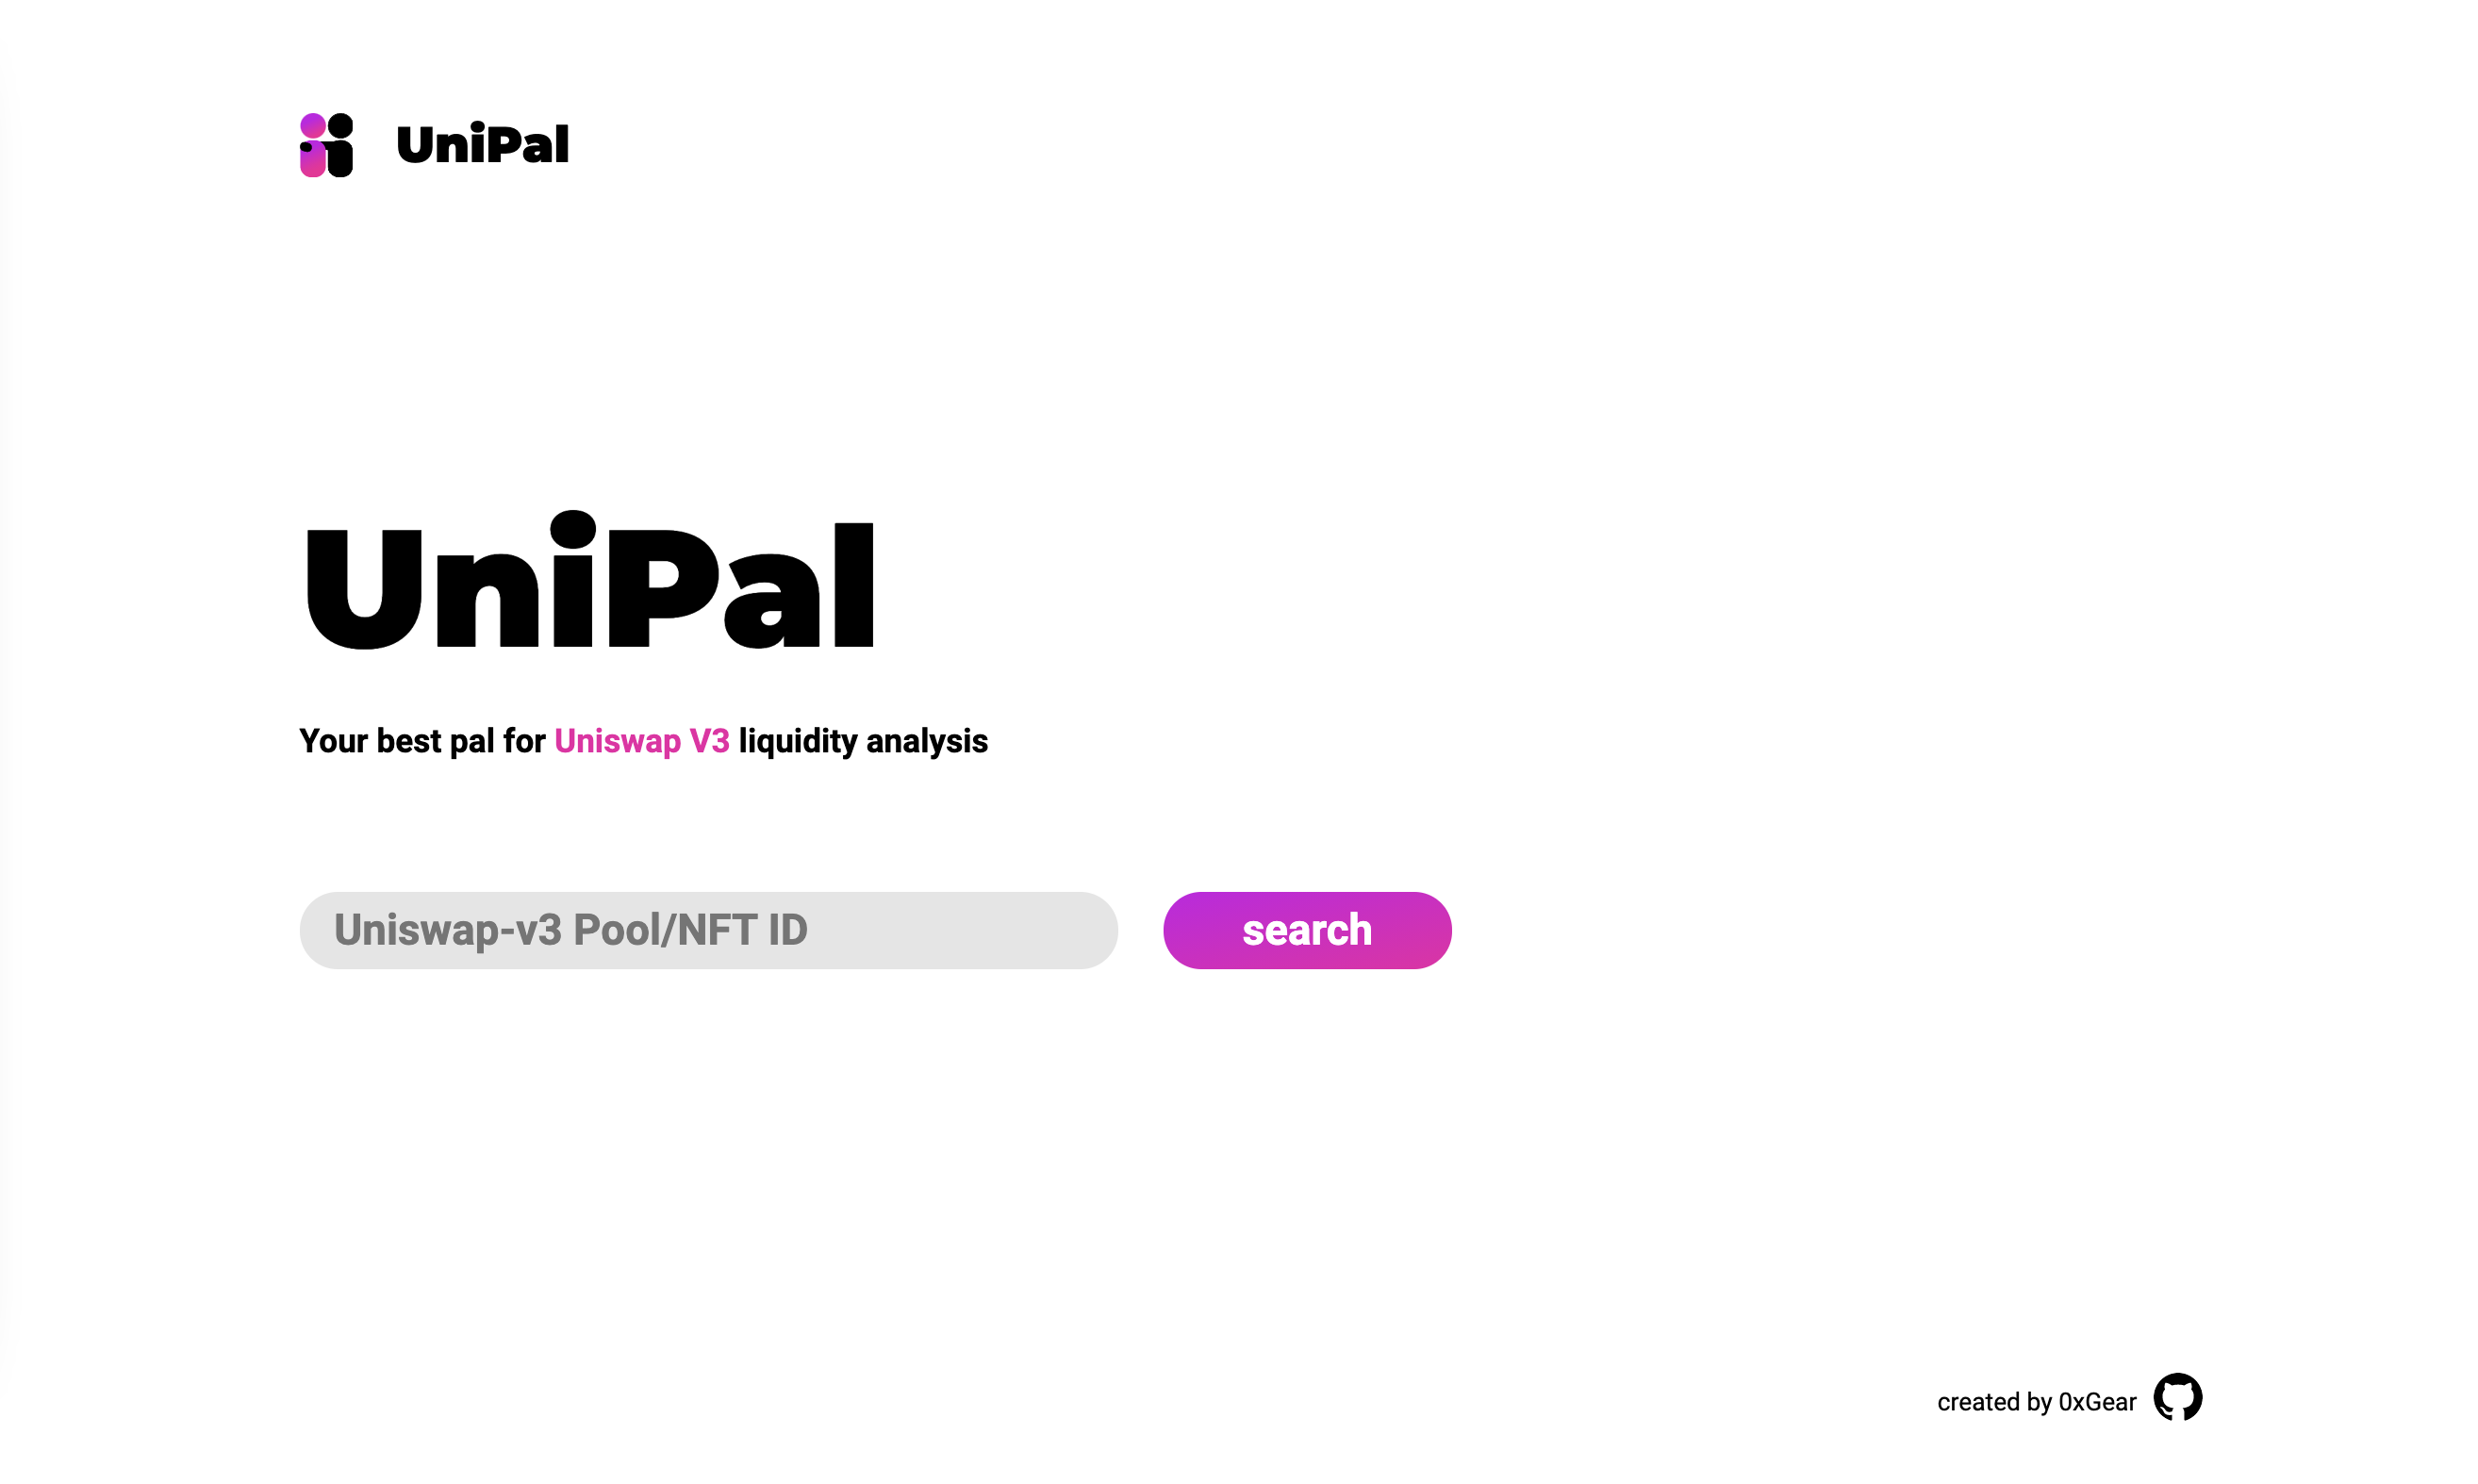 UniPal
UniPal
Your best pal for Uniswap V3 liquidity analysis
Uniswap-v3 Pool/NFT ID
search
created by 0xGear